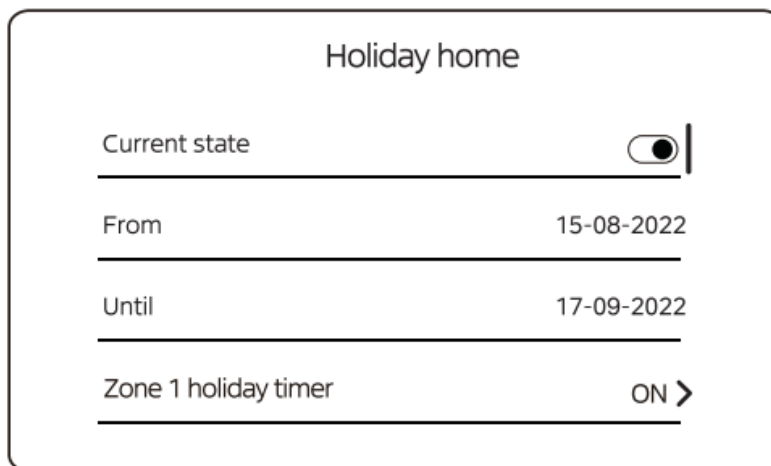 Holiday home
Current state
From 15-08-2022
Until 17-09-2022
Zone 1 holiday timer ON